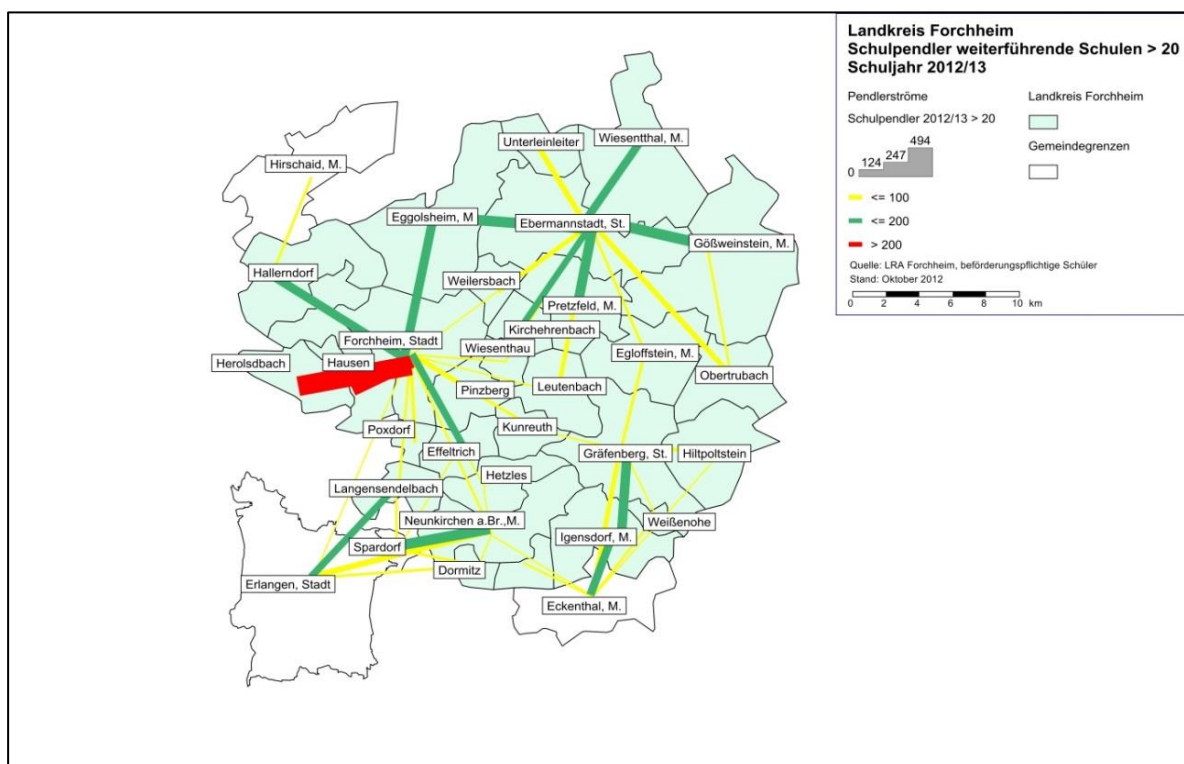 Landkreis Forchheim
Schulpendler weiterführende Schulen > 20
Schuljahr 2012/13
Pendlerströme
Landkreis Forchheim
Schulpendler 2012/13 > 20
494
247
124
0
Gemeindegrenzen
<= 100
<= 200
> 200
Quelle: LRA Forchheim, beförderungspflichtige Schüler
Stand: Oktober 2012
0 2 4 6 8 10 km
Unterleinleiter
Wiesentthal, M.
Hirschaid, M.
Eggolsheim, M
Ebermannstadt, St.
Gößweinstein, M.
Hallerndorf
Weilersbach
Pretzfeld, M.
Kirchehrenbach
Forchheim, Stadt
Wiesenthau
Egloffstein, M.
Herolsdbach
Hausen
Obertrubach
Pinzberg
Leutenbach
Poxdorf
Kunreuth
Effeltrich
Gräfenberg, St.
Hiltpoltstein
Hetzles
Langensendelbach
Neunkirchen a.Br.,M.
Weißenohe
Igensdorf, M.
Spardorf
Dormitz
Erlangen, Stadt
Eckenthal, M.